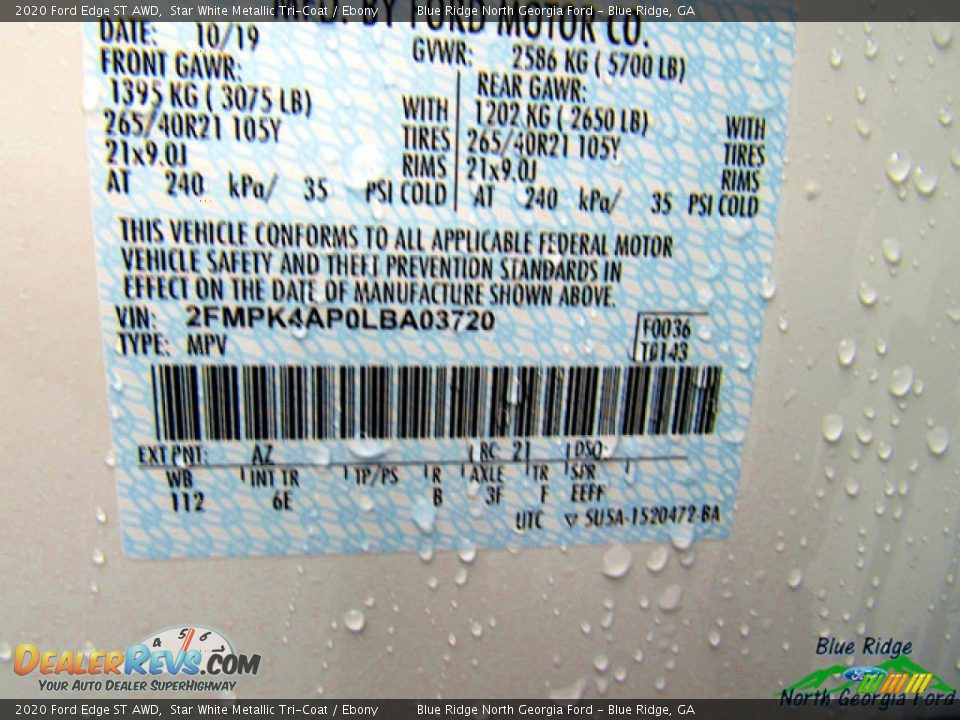 2020 Ford Edge ST AWD,  Star White Metallic Tri-Coat / Ebony     Blue Ridge North Georgia Ford - Blue Ridge, GA
BY FORD MOTOR CO.
DATE: 10/19
GVWR: 2586 KG ( 5700 LB)
FRONT GAWR:
1395 KG ( 3075 LB) WITH
265/40R21 105Y TIRES
21x9.0J RIMS
AT 240 kPa/ 35 PSI COLD
REAR GAWR:
1202 KG ( 2650 LB) WITH
265/40R21 105Y TIRES
21x9.0J RIMS
AT 240 kPa/ 35 PSI COLD
THIS VEHICLE CONFORMS TO ALL APPLICABLE FEDERAL MOTOR
VEHICLE SAFETY AND THEFT PREVENTION STANDARDS IN
EFFECT ON THE DATE OF MANUFACTURE SHOWN ABOVE.
VIN: 2FMPK4AP0LBA03720
TYPE: MPV
F0036
T0143
EXT PNT: AZ RC: 21 DSO:
WB INT TR TP/PS R AXLE TR S/R
112 6E B 3F F EEFF
UTC ▽ SU5A-1520472-BA
4 5 6
DEALERREVS.COM
YOUR AUTO DEALER SUPERHIGHWAY
Blue Ridge
Ford
North Georgia Ford
2020 Ford Edge ST AWD,  Star White Metallic Tri-Coat / Ebony     Blue Ridge North Georgia Ford - Blue Ridge, GA